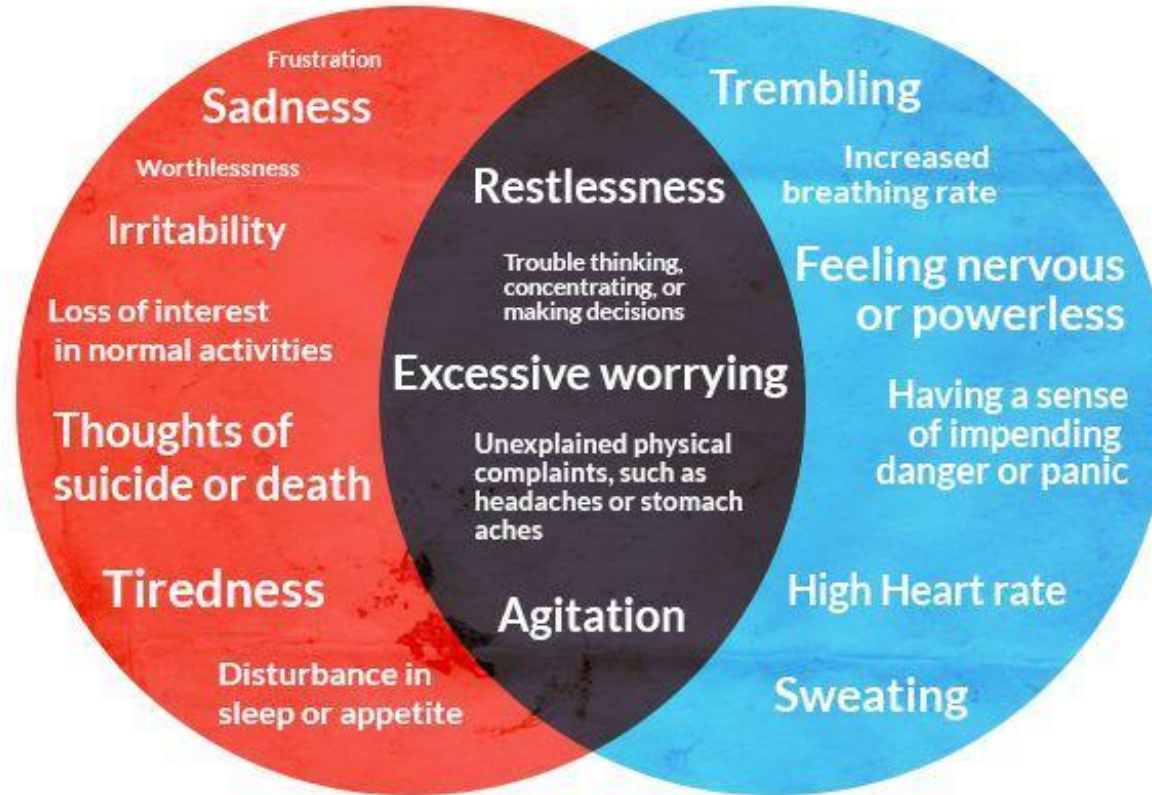 Frustration
Sadness
Worthlessness
Irritability
Loss of interest
in normal activities
Thoughts of
suicide or death
Tiredness
Disturbance in
sleep or appetite
Restlessness
Trouble thinking,
concentrating, or
making decisions
Excessive worrying
Unexplained physical
complaints, such as
headaches or stomach
aches
Agitation
Trembling
Increased
breathing rate
Feeling nervous
or powerless
Having a sense
of impending
danger or panic
High Heart rate
Sweating